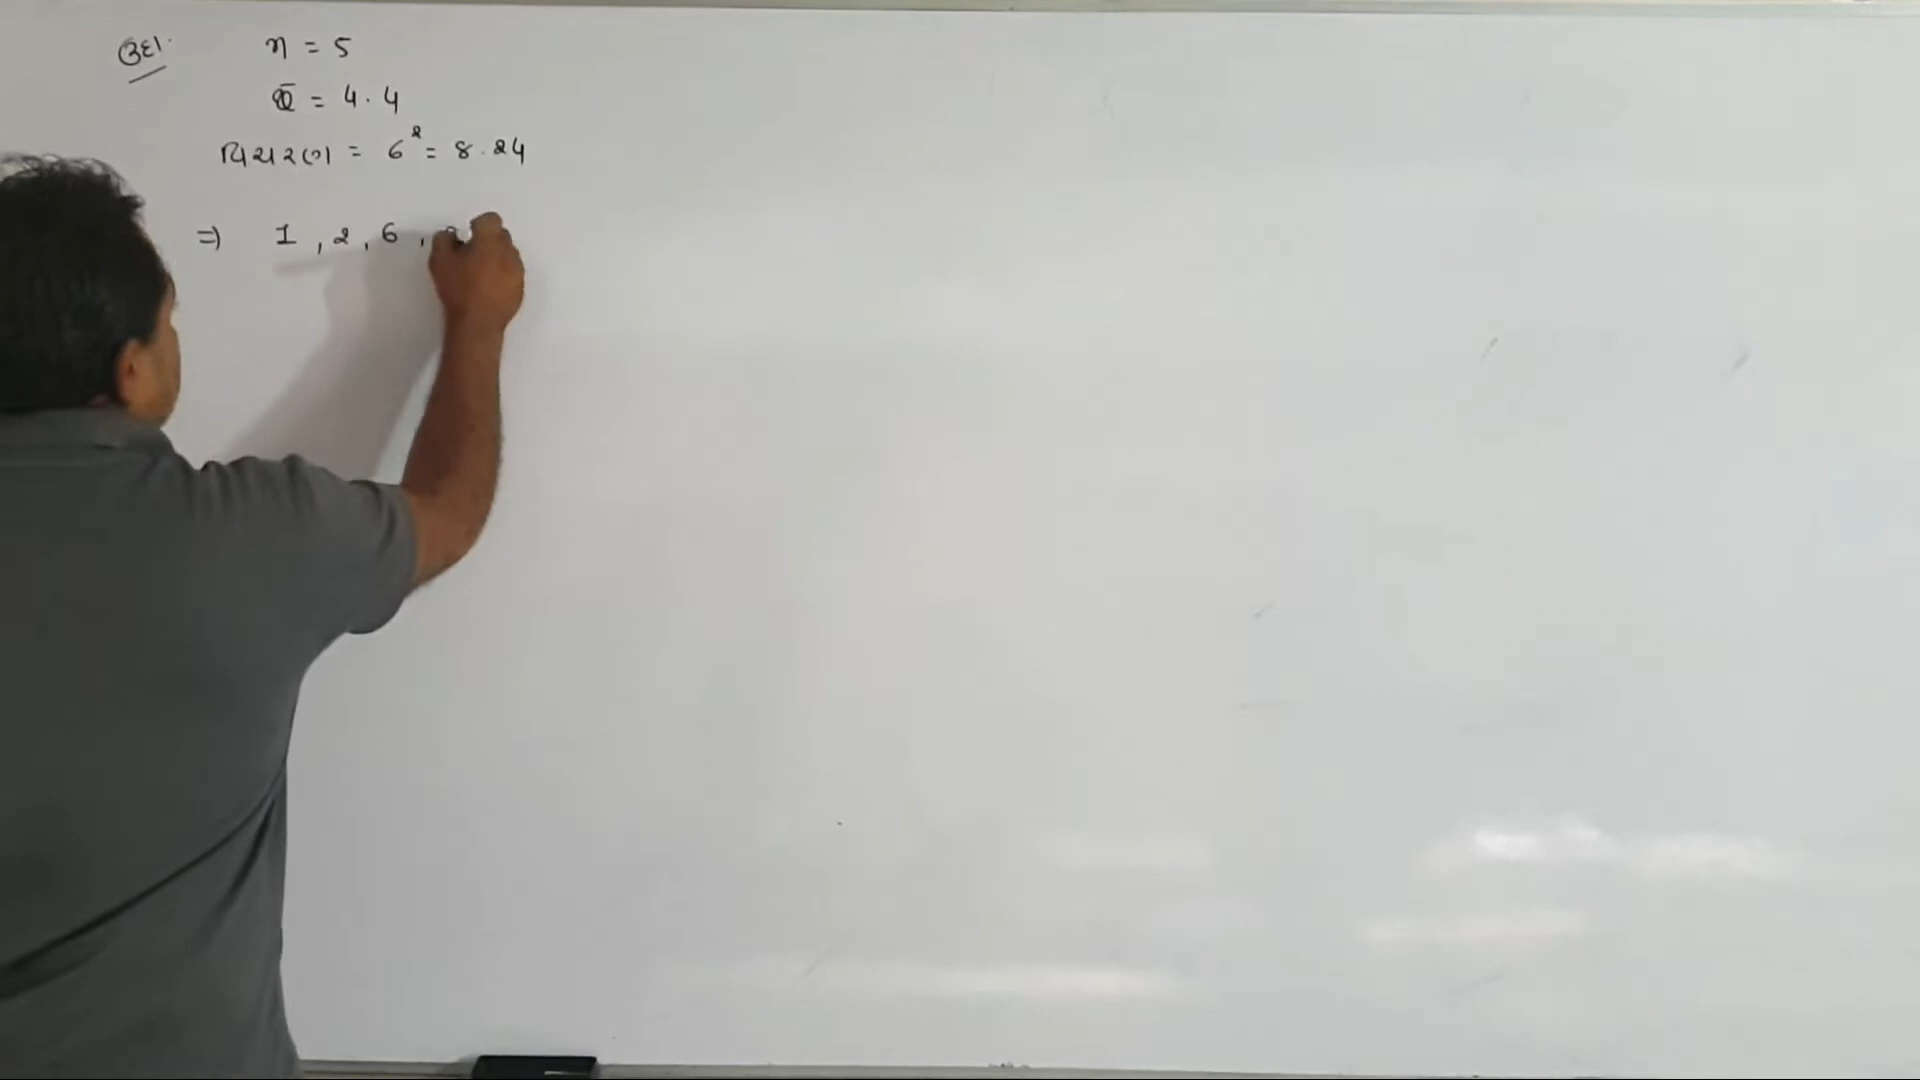 ઉદા.
n = 5
x̄ = 4.4
વિચરણ = σ² = 8.24
⇒ 1, 2, 6,